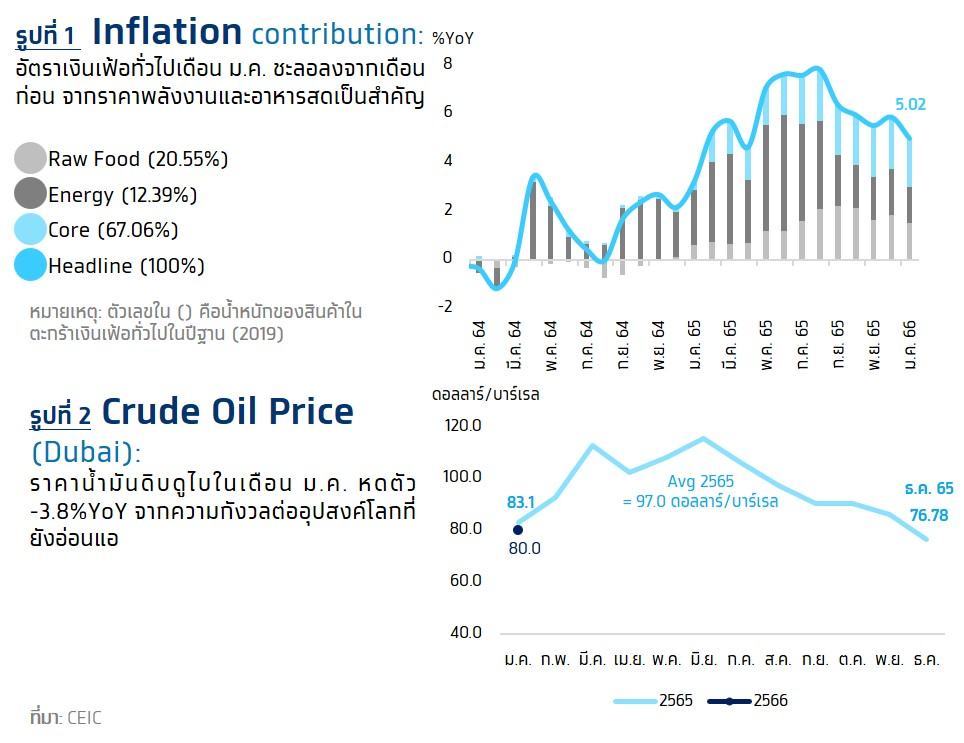 รูปที่ 1 Inflation contribution:
อัตราเงินเฟ้อทั่วไปเดือน ม.ค. ชะลอลงจากเดือน
ก่อน จากราคาพลังงานและอาหารสดเป็นสำคัญ
Raw Food (20.55%)
Energy (12.39%)
Core (67.06%)
Headline (100%)
หมายเหตุ: ตัวเลขใน () คือน้ำหนักของสินค้าใน
ตะกร้าเงินเฟ้อทั่วไปในปีฐาน (2019)
%YoY
8
6
4
2
0
-2
5.02
ม.ค. 64
มี.ค. 64
พ.ค. 64
ก.ค. 64
ก.ย. 64
พ.ย. 64
ม.ค. 65
มี.ค. 65
พ.ค. 65
ก.ค. 65
ก.ย. 65
พ.ย. 65
ม.ค. 66
รูปที่ 2 Crude Oil Price
(Dubai):
ราคาน้ำมันดิบดูไบในเดือน ม.ค. หดตัว
-3.8%YoY จากความกังวลต่ออุปสงค์โลกที่
ยังอ่อนแอ
ดอลลาร์/บาร์เรล
120.0
100.0
80.0
60.0
40.0
83.1
80.0
Avg 2565
= 97.0 ดอลลาร์/บาร์เรล
ธ.ค. 65
76.78
ม.ค. ก.พ. มี.ค. เม.ย. พ.ค. มิ.ย. ก.ค. ส.ค. ก.ย. ต.ค. พ.ย. ธ.ค.
2565 2566
ที่มา: CEIC